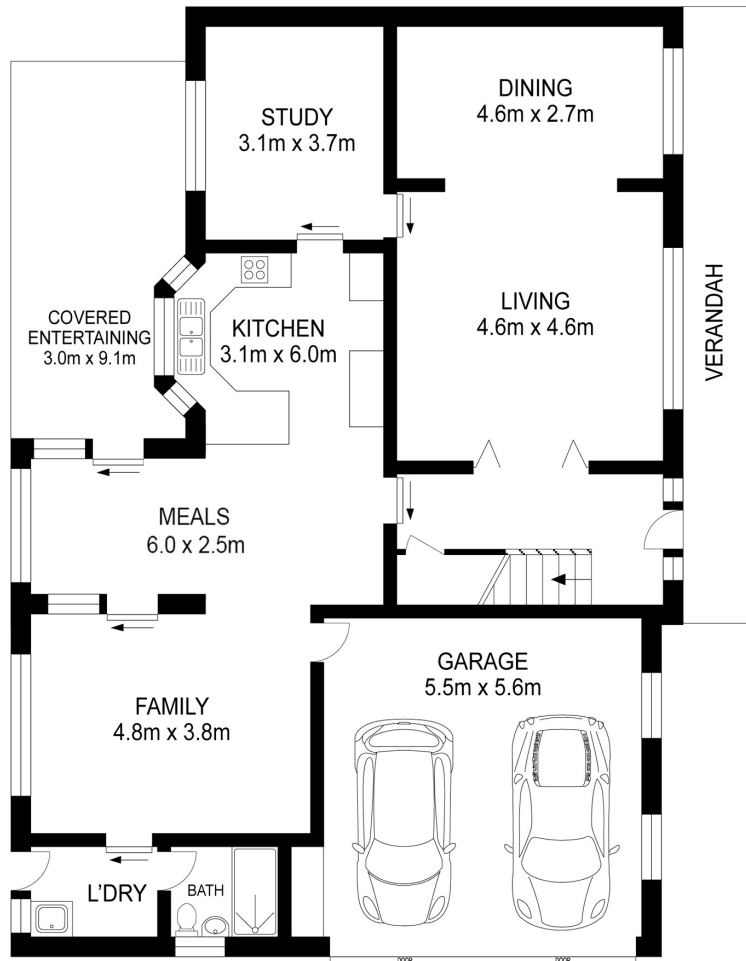 DINING
4.6m x 2.7m
STUDY
3.1m x 3.7m
LIVING
4.6m x 4.6m
VERANDAH
COVERED
ENTERTAINING
3.0m x 9.1m
KITCHEN
3.1m x 6.0m
MEALS
6.0 x 2.5m
GARAGE
5.5m x 5.6m
FAMILY
4.8m x 3.8m
L'DRY
BATH
DOOR
DOOR